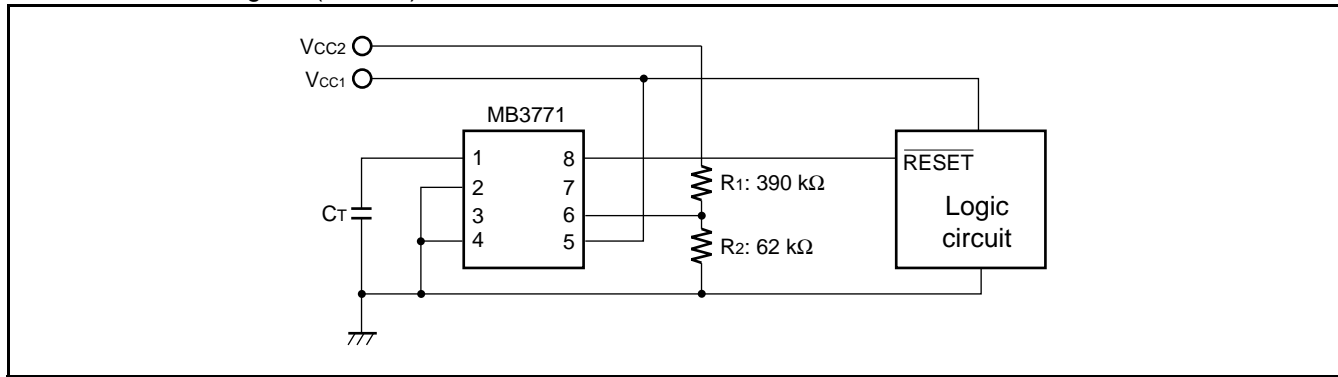 VCC2
VCC1
MB3771
1 8
2 7
3 6
4 5
CT
R1: 390 kΩ
R2: 62 kΩ
RESET
Logic
circuit